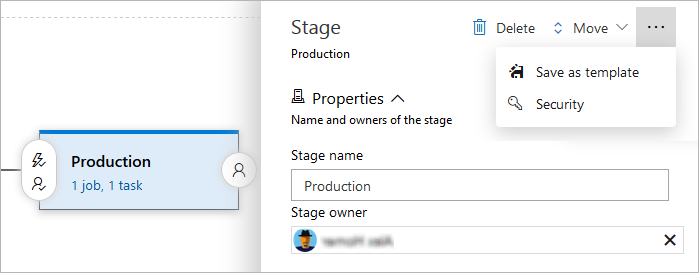 Stage
Delete
Move
Production
Save as template
Security
Properties
Name and owners of the stage
Production
1 job, 1 task
Stage name
Production
Stage owner